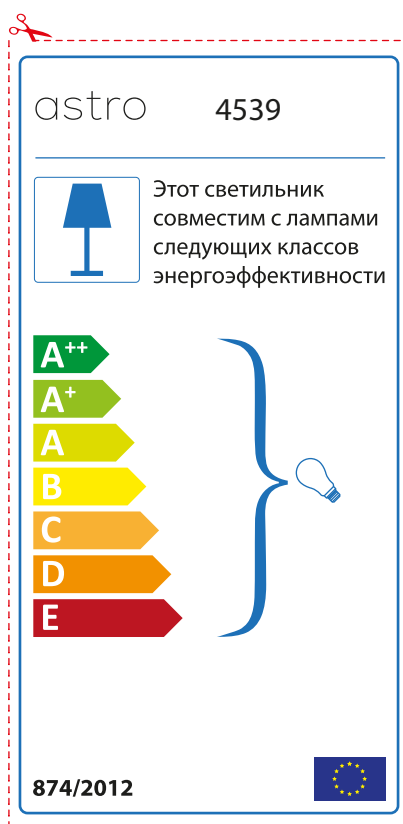 astro 4539
Этот светильник
совместим с лампами
следующих классов
энергоэффективности
A++
A+
A
B
C
D
E
874/2012